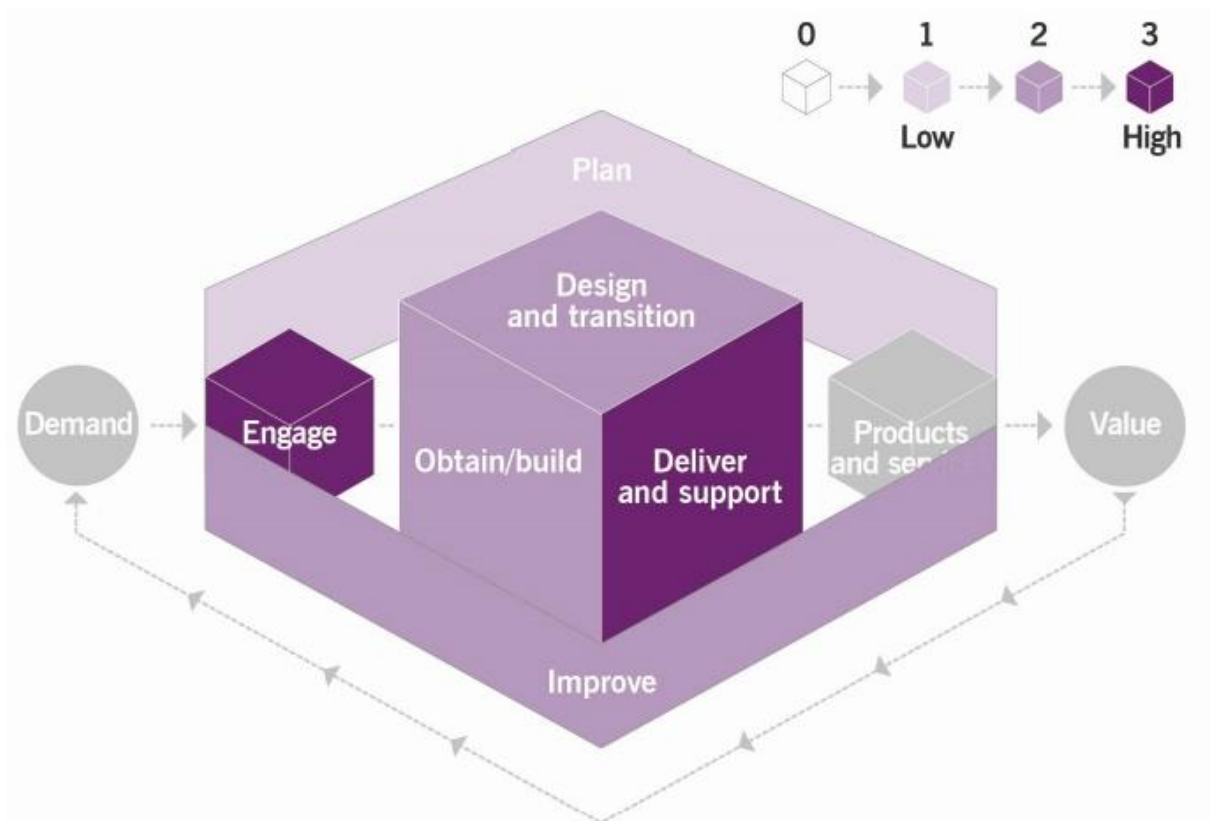 0 1 2 3
Low High
Plan
Design
and transition
Demand
Engage
Obtain/build
Deliver
and support
Products
and
Value
Improve